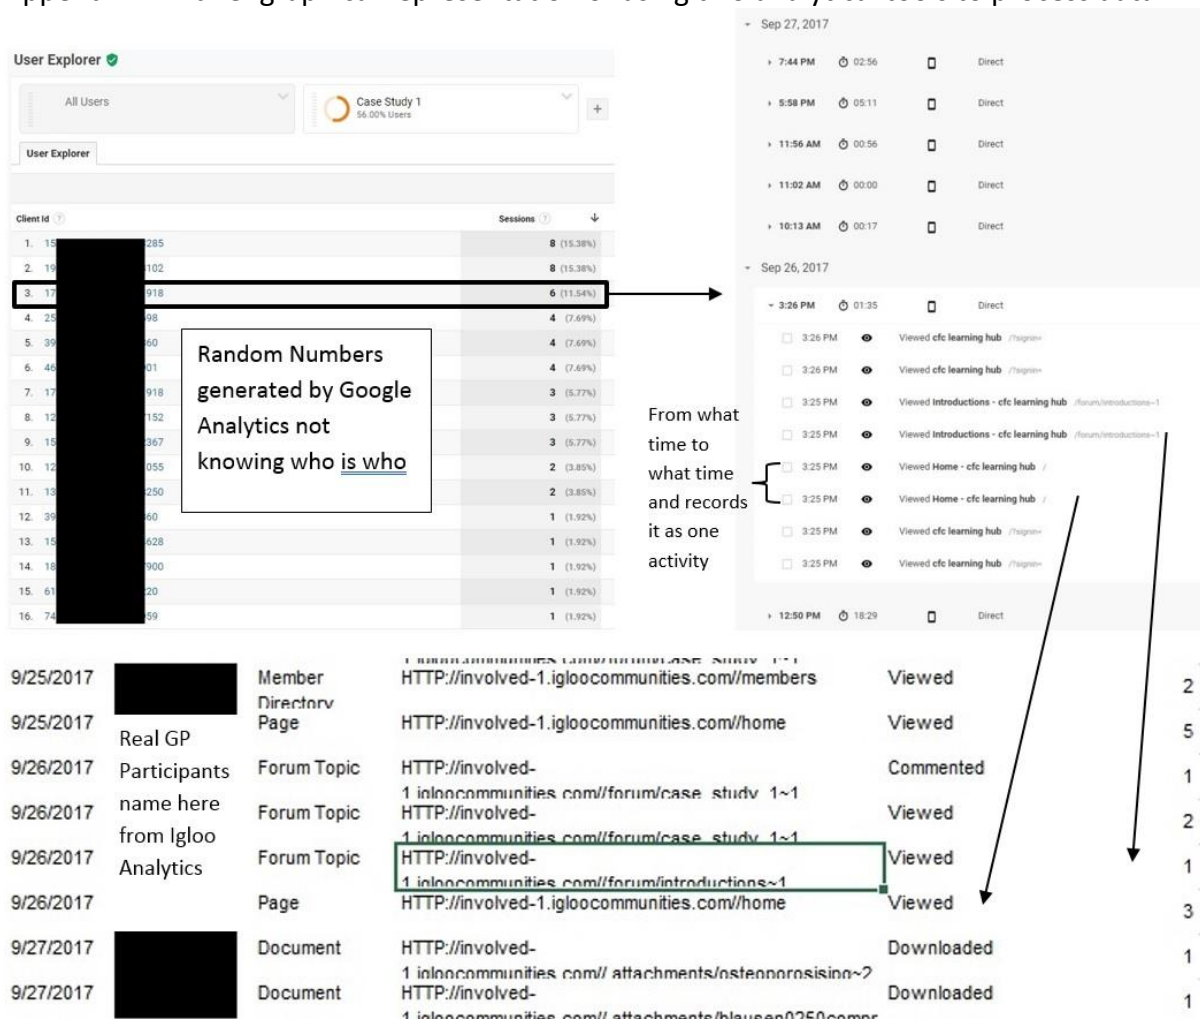 User Explorer
All Users
Case Study 1
56.00% Users
+
User Explorer
Client Id ? Sessions ?
1. 15 285 8 (15.38%)
2. 19 102 8 (15.38%)
3. 17 918 6 (11.54%)
4. 25 98 4 (7.69%)
5. 39 60 4 (7.69%)
6. 46 01 4 (7.69%)
7. 17 918 3 (5.77%)
8. 12 152 3 (5.77%)
9. 15 367 3 (5.77%)
10. 12 055 2 (3.85%)
11. 13 250 2 (3.85%)
12. 39 60 1 (1.92%)
13. 15 628 1 (1.92%)
14. 18 900 1 (1.92%)
15. 61 20 1 (1.92%)
16. 74 59 1 (1.92%)
Random Numbers
generated by Google
Analytics not
knowing who is who
Sep 27, 2017
7:44 PM 02:56 Direct
5:58 PM 05:11 Direct
11:56 AM 00:56 Direct
11:02 AM 00:00 Direct
10:13 AM 00:17 Direct
Sep 26, 2017
3:26 PM 01:35 Direct
3:26 PM Viewed cfc learning hub /?signin=
3:26 PM Viewed cfc learning hub /?signin=
3:25 PM Viewed Introductions - cfc learning hub /forum/introductions~1
3:25 PM Viewed Introductions - cfc learning hub /forum/introductions~1
3:25 PM Viewed Home - cfc learning hub /
3:25 PM Viewed Home - cfc learning hub /
3:25 PM Viewed cfc learning hub /?signin=
3:25 PM Viewed cfc learning hub /?signin=
12:50 PM 18:29 Direct
From what
time to
what time
and records
it as one
activity
9/25/2017 Member HTTP://involved-1.igloocommunities.com//members Viewed 2
Directory
9/25/2017 Page HTTP://involved-1.igloocommunities.com//home Viewed 5
9/26/2017 Forum Topic HTTP://involved- Commented 1
1.igloocommunities.com//forum/case_study_1~1
9/26/2017 Forum Topic HTTP://involved- Viewed 2
1.igloocommunities.com//forum/case_study_1~1
9/26/2017 Forum Topic HTTP://involved- Viewed 1
1.igloocommunities.com//forum/introductions~1
9/26/2017 Page HTTP://involved-1.igloocommunities.com//home Viewed 3
9/27/2017 Document HTTP://involved- Downloaded 1
1.igloocommunities.com//.attachments/osteoporosisipo~2
9/27/2017 Document HTTP://involved- Downloaded 1
Real GP
Participants
name here
from Igloo
Analytics